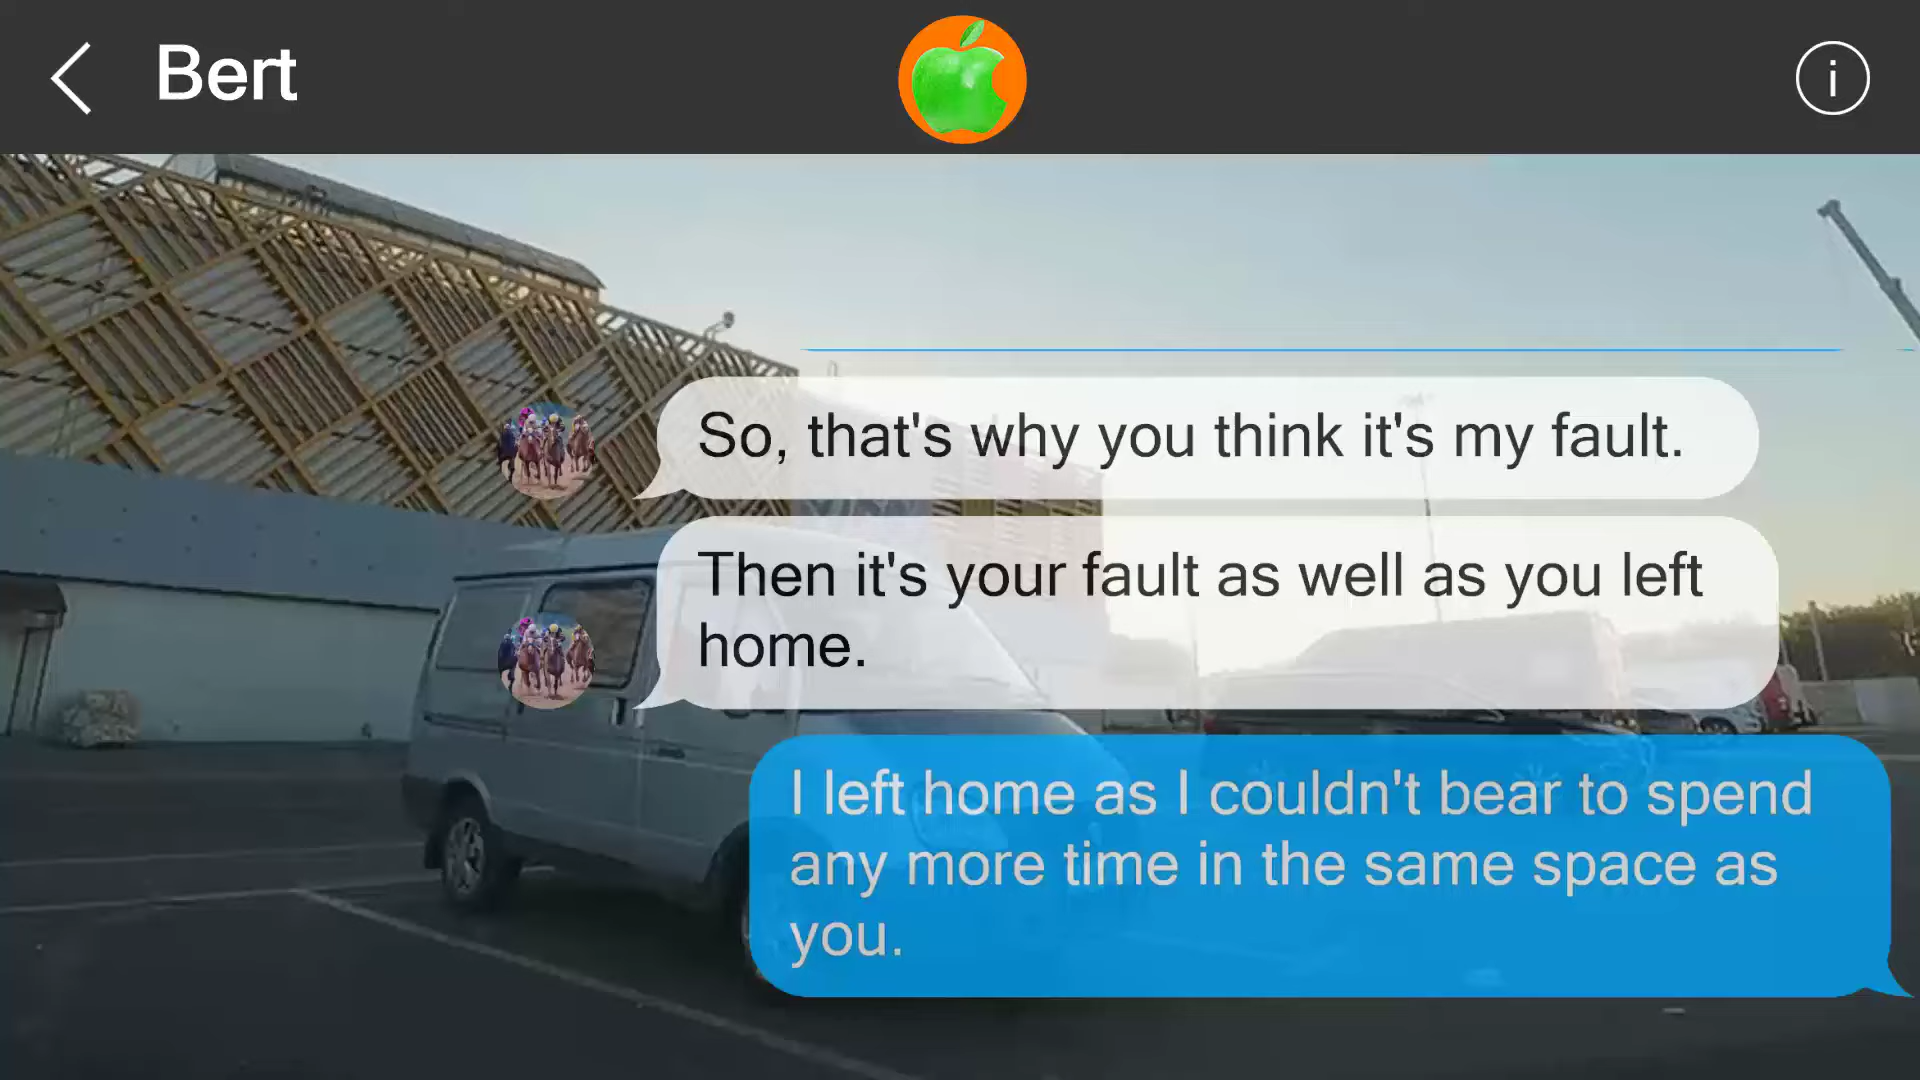 Bert
i
So, that's why you think it's my fault.
Then it's your fault as well as you left
home.
I left home as I couldn't bear to spend
any more time in the same space as
you.